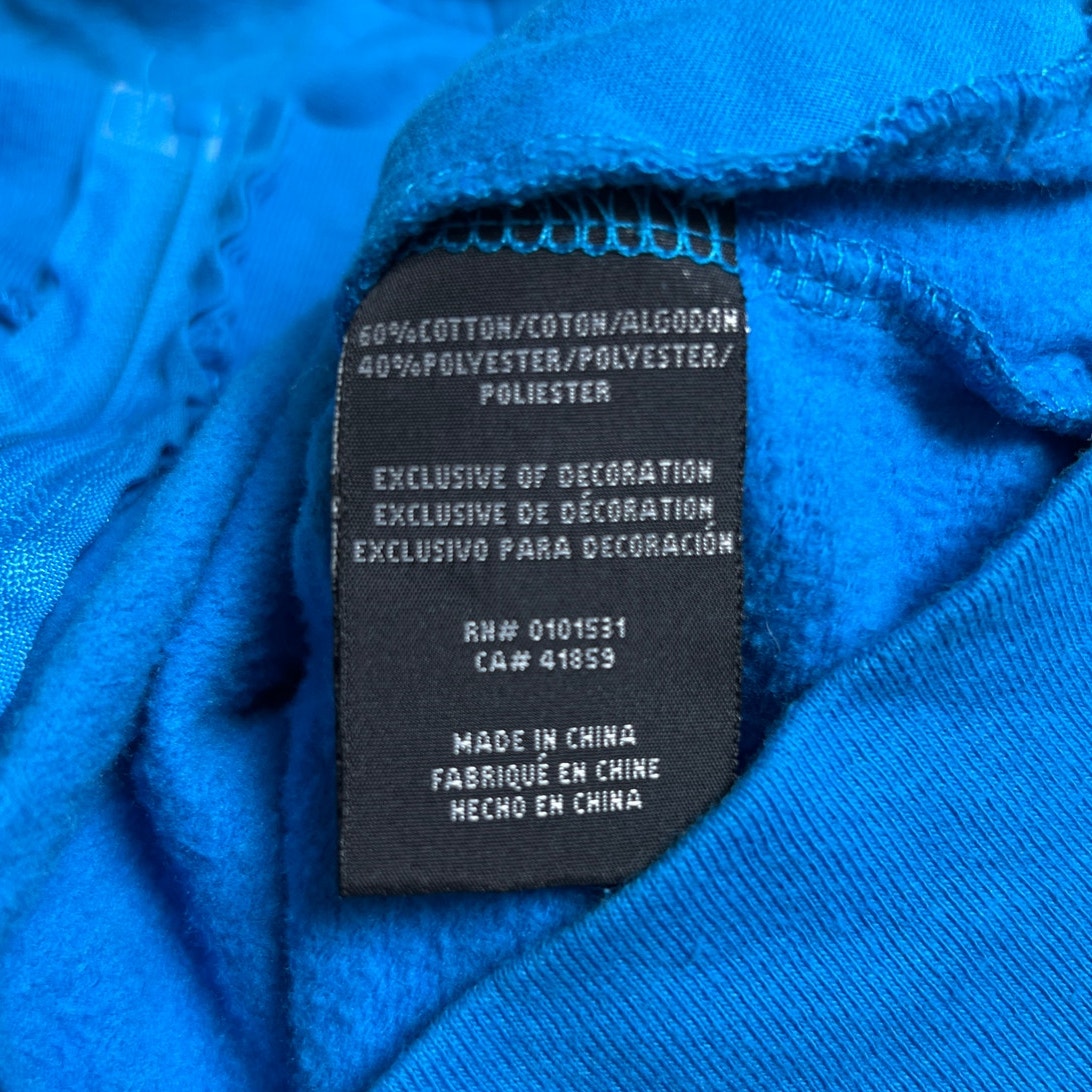 60%COTTON/COTON/ALGODON
40%POLYESTER/POLYESTER/
POLIESTER
EXCLUSIVE OF DECORATION
EXCLUSIVE DE DÉCORATION
EXCLUSIVO PARA DECORACIÓN
RN# 0101531
CA# 41859
MADE IN CHINA
FABRIQUÉ EN CHINE
HECHO EN CHINA